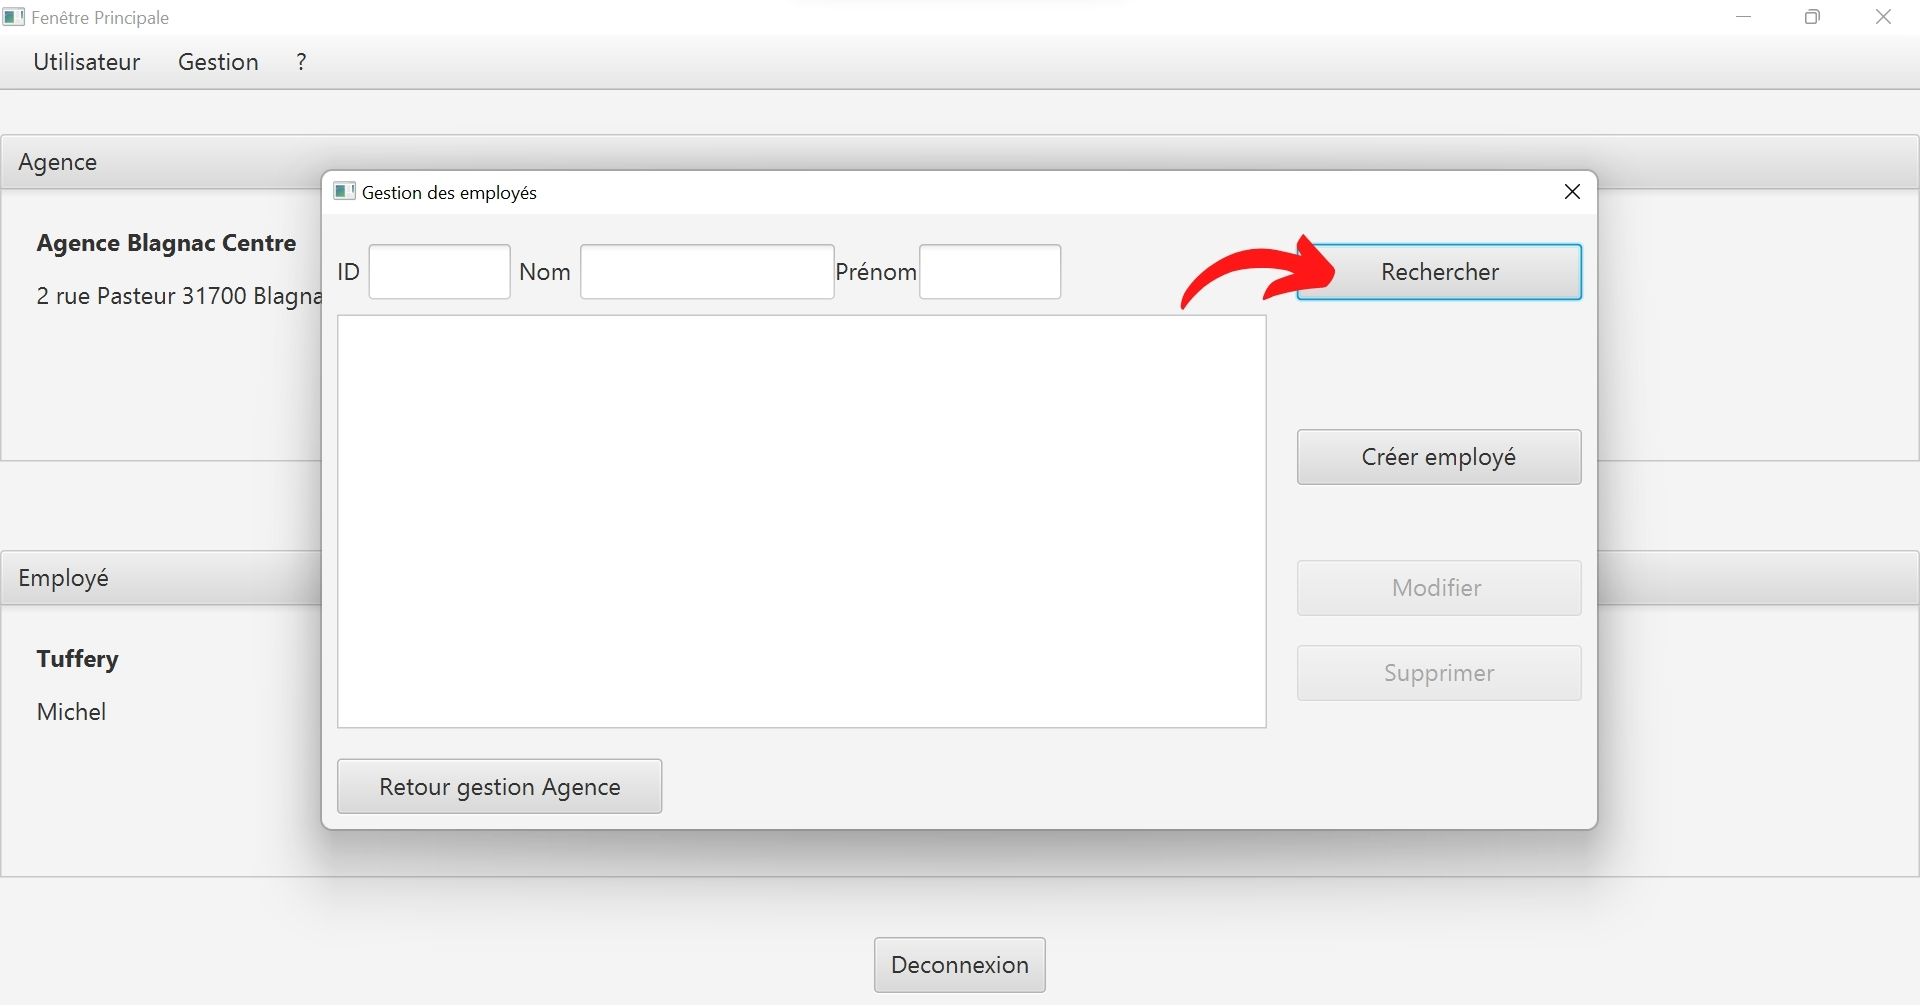 Fenêtre Principale
Utilisateur Gestion ?
Agence
Agence Blagnac Centre
2 rue Pasteur 31700
Gestion des employés
ID Nom Prénom Rechercher
Créer employé
Modifier
Supprimer
Retour gestion Agence
Employé
Tuffery
Michel
Deconnexion